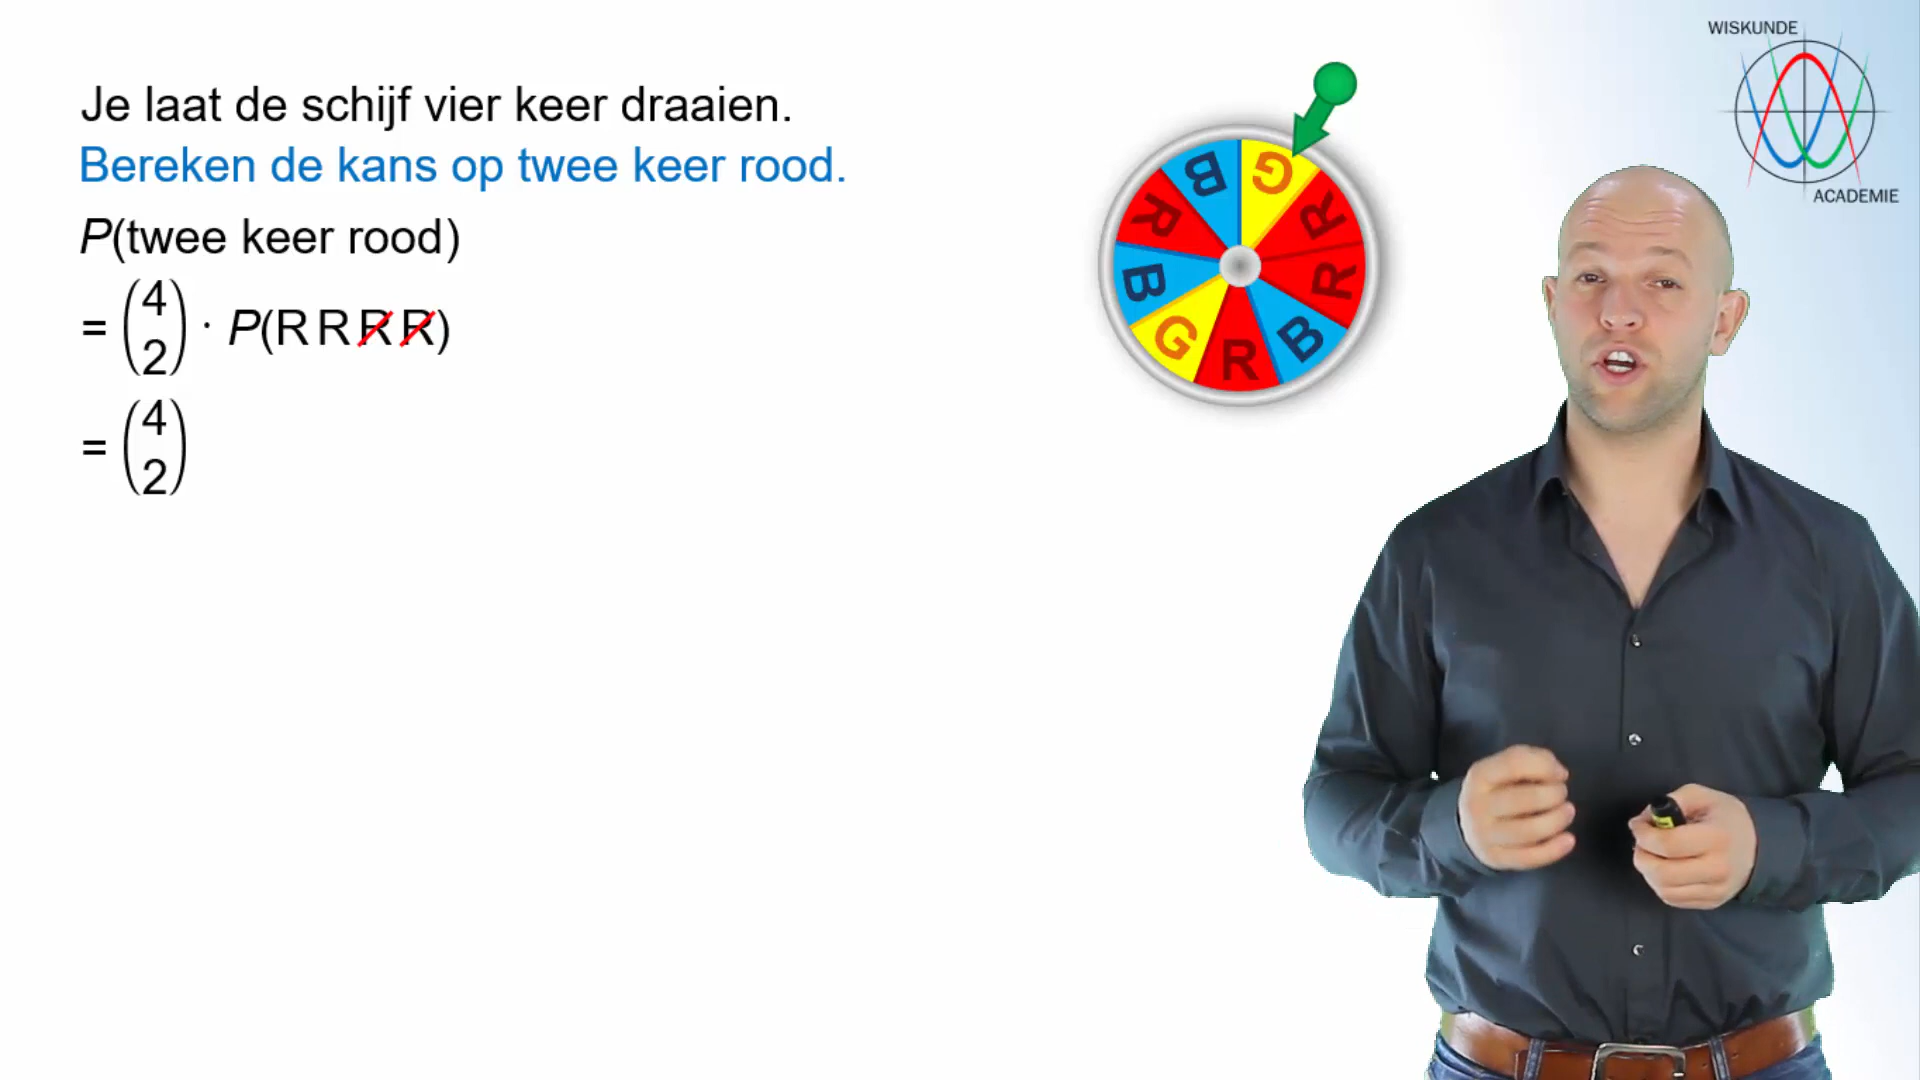 Je laat de schijf vier keer draaien.
Bereken de kans op twee keer rood.
P(twee keer rood)
= (4 2) · P(R R R̸ R̸)
= (4 2)
G
R
R
B
R
G
B
R
B
WISKUNDE
ACADEMIE